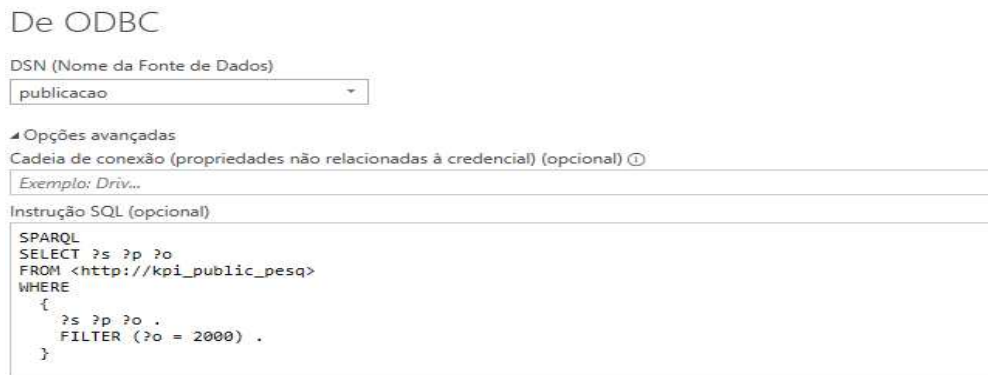 De ODBC
DSN (Nome da Fonte de Dados)
publicacao
Opções avançadas
Cadeia de conexão (propriedades não relacionadas à credencial) (opcional)
Exemplo: Driv...
Instrução SQL (opcional)
SPARQL
SELECT ?s ?p ?o
FROM <http://kpi_public_pesq>
WHERE
{
?s ?p ?o .
FILTER (?o = 2000) .
}